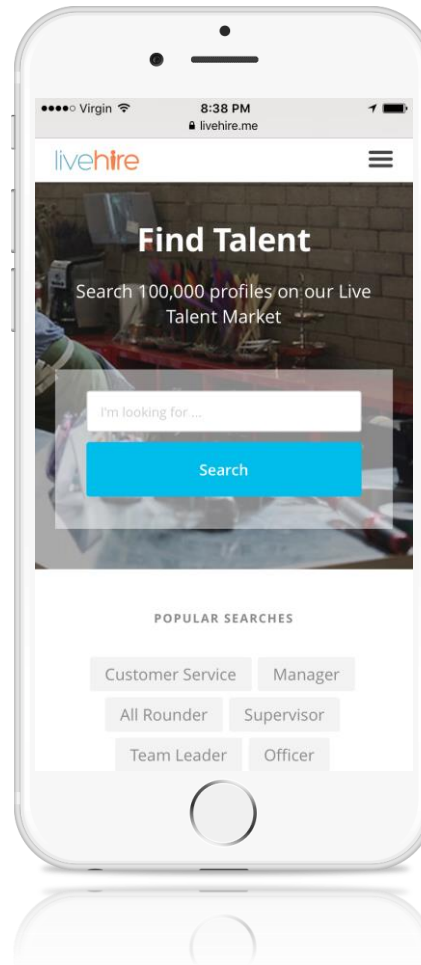 Virgin 8:38 PM
livehire.me
livehire
Find Talent
Search 100,000 profiles on our Live
Talent Market
I'm looking for ...
Search
POPULAR SEARCHES
Customer Service Manager
All Rounder Supervisor
Team Leader Officer